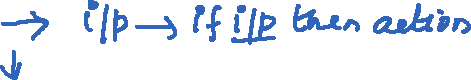 → i/p → if i/p then action
↓